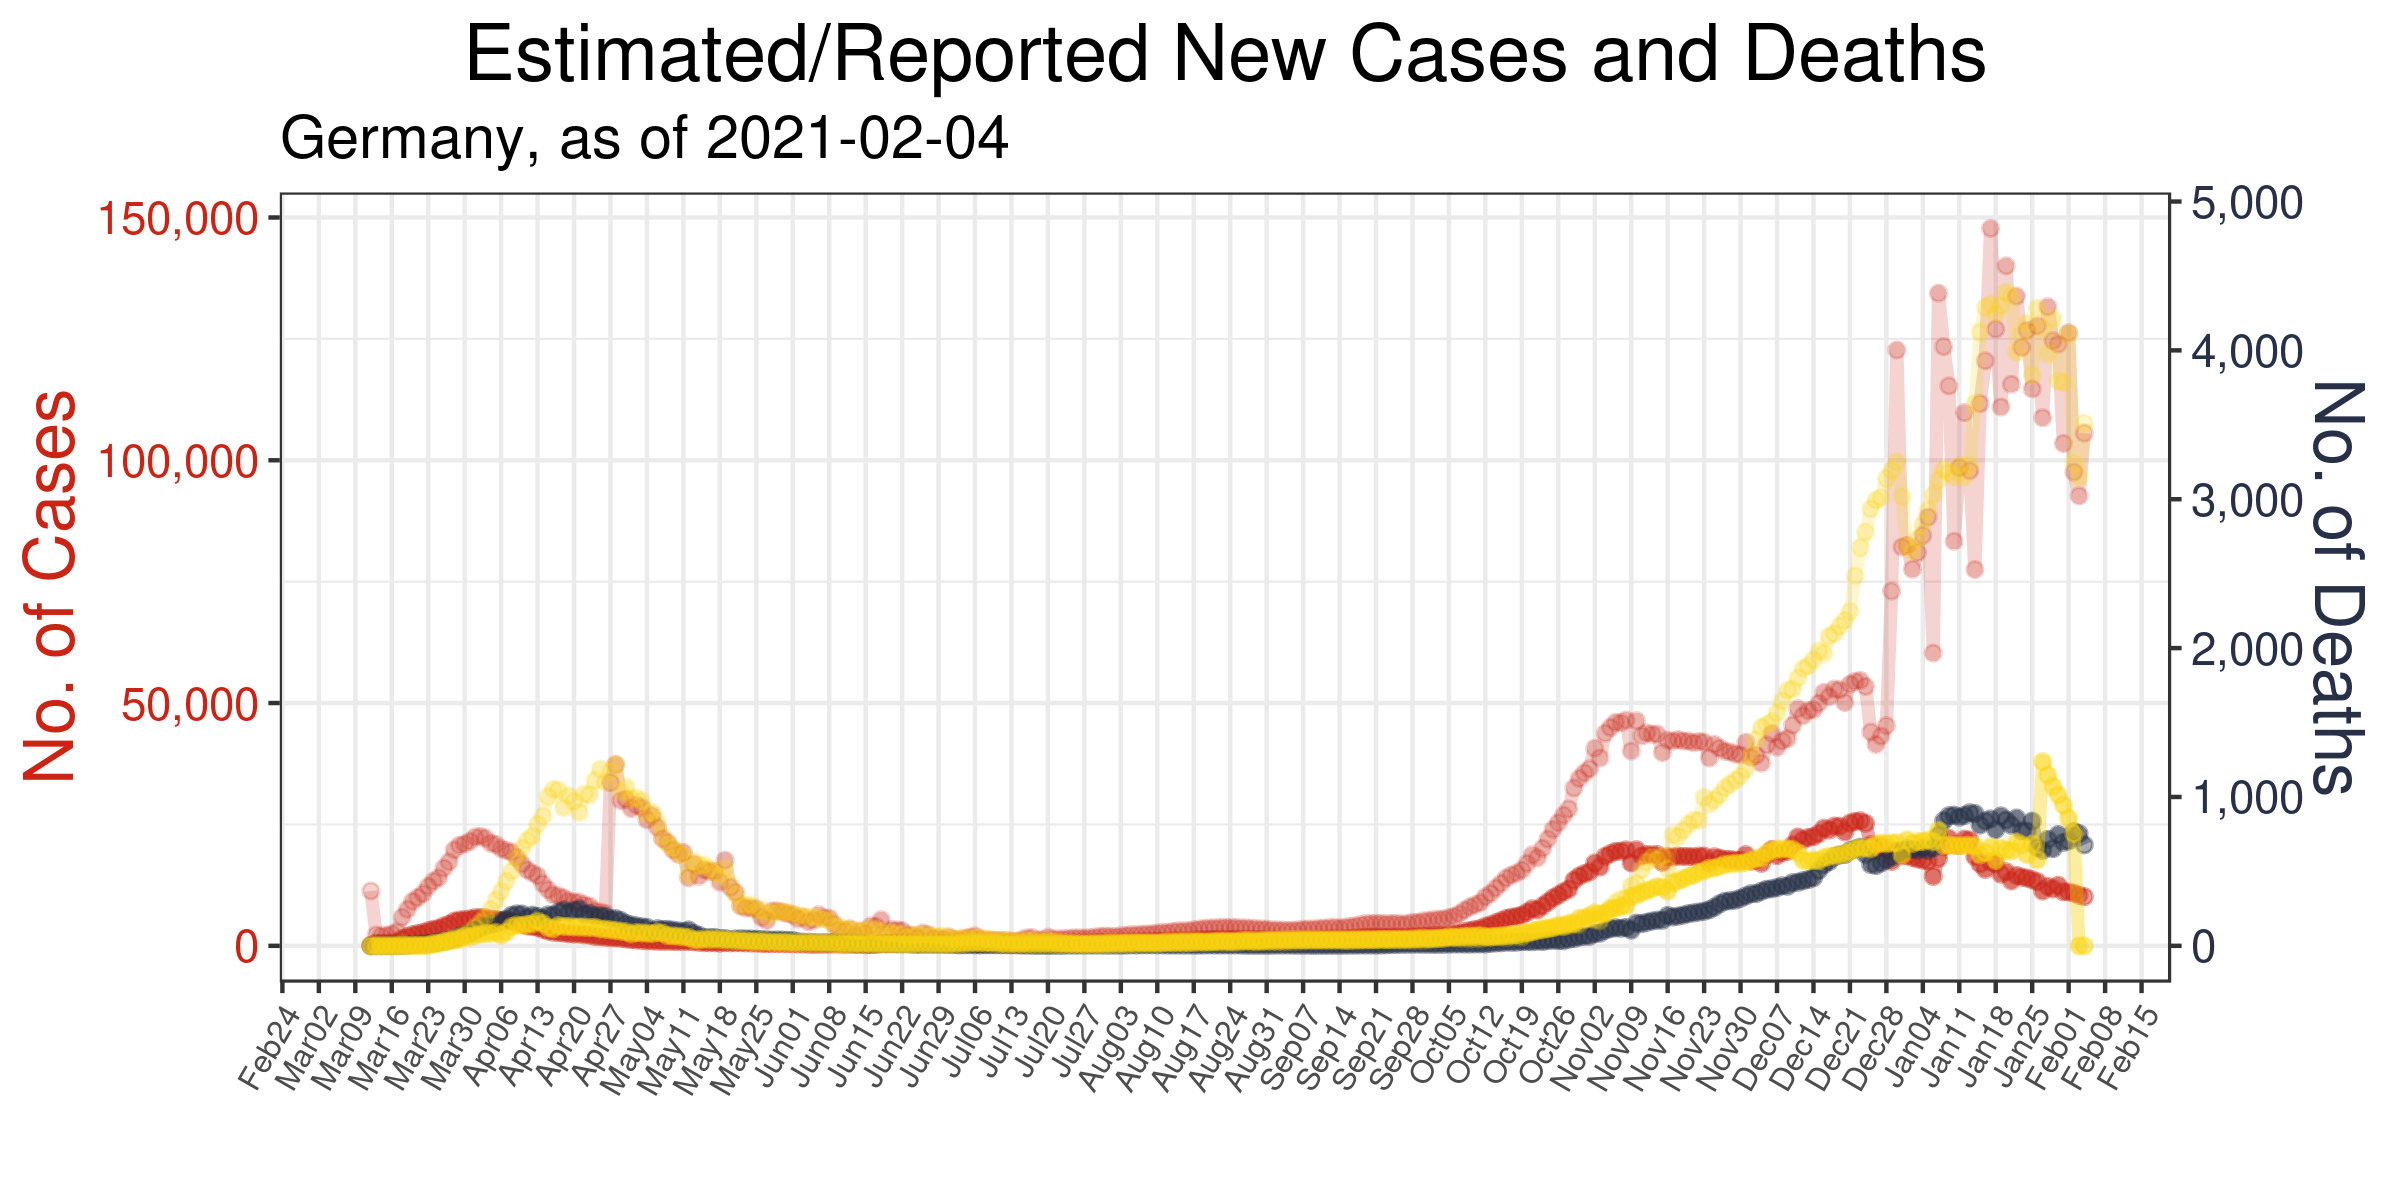 Estimated/Reported New Cases and Deaths
Germany, as of 2021-02-04
No. of Cases
150,000
100,000
50,000
0
5,000
4,000
3,000
2,000
1,000
0
No. of Deaths
Feb24
Mar02
Mar09
Mar16
Mar23
Mar30
Apr06
Apr13
Apr20
Apr27
May04
May11
May18
May25
Jun01
Jun08
Jun15
Jun22
Jun29
Jul06
Jul13
Jul20
Jul27
Aug03
Aug10
Aug17
Aug24
Aug31
Sep07
Sep14
Sep21
Sep28
Oct05
Oct12
Oct19
Oct26
Nov02
Nov09
Nov16
Nov23
Nov30
Dec07
Dec14
Dec21
Dec28
Jan04
Jan11
Jan18
Jan25
Feb01
Feb08
Feb15